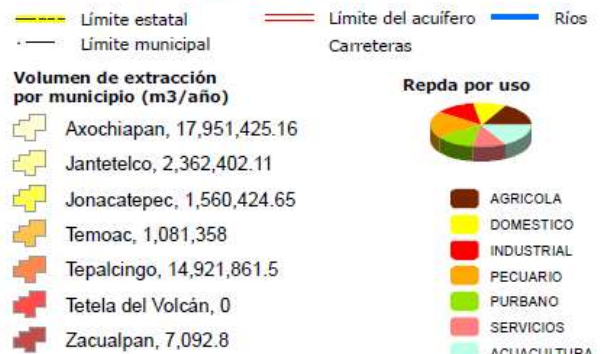 Límite estatal
Límite del acuífero
Ríos
Límite municipal
Carreteras
Volumen de extracción
por municipio (m3/año)
Axochiapan, 17,951,425.16
Jantetelco, 2,362,402.11
Jonacatepec, 1,560,424.65
Temoac, 1,081,358
Tepalcingo, 14,921,861.5
Tetela del Volcán, 0
Zacualpan, 7,092.8
Repda por uso
AGRICOLA
DOMESTICO
INDUSTRIAL
PECUARIO
PURBANO
SERVICIOS
ACUACULTURA